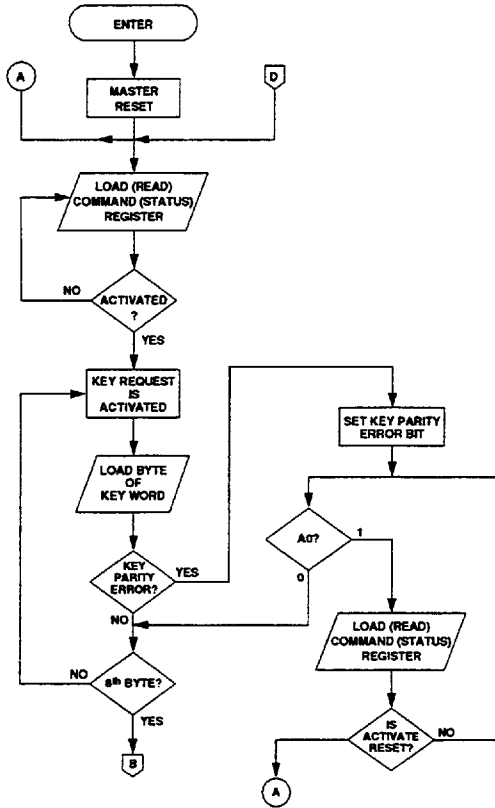 ENTER
A
MASTER
RESET
D
LOAD (READ)
COMMAND (STATUS)
REGISTER
NO
ACTIVATED
?
YES
KEY REQUEST
IS
ACTIVATED
SET KEY PARITY
ERROR BIT
LOAD BYTE
OF
KEY WORD
A0?
1
0
KEY
PARITY
ERROR?
YES
NO
LOAD (READ)
COMMAND (STATUS)
REGISTER
NO
8th BYTE?
YES
IS
ACTIVATE
RESET?
NO
B
A